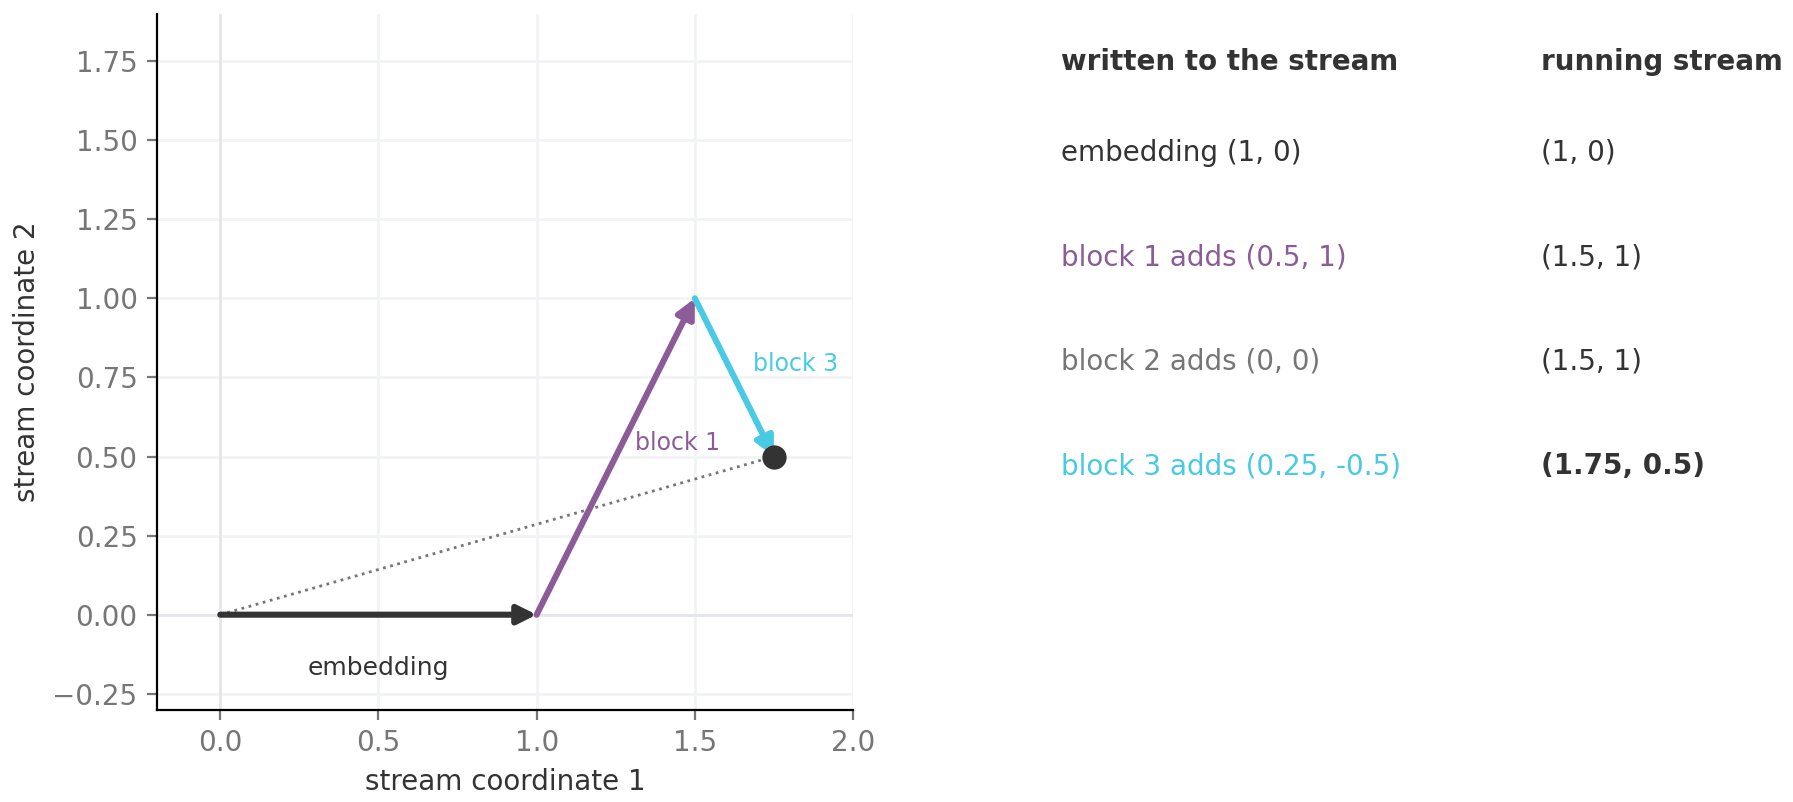 1.75
1.50
1.25
1.00
0.75
0.50
0.25
0.00
−0.25
stream coordinate 2
0.0 0.5 1.0 1.5 2.0
stream coordinate 1
embedding
block 1
block 3
written to the stream running stream
embedding (1, 0) (1, 0)
block 1 adds (0.5, 1) (1.5, 1)
block 2 adds (0, 0) (1.5, 1)
block 3 adds (0.25, -0.5) (1.75, 0.5)